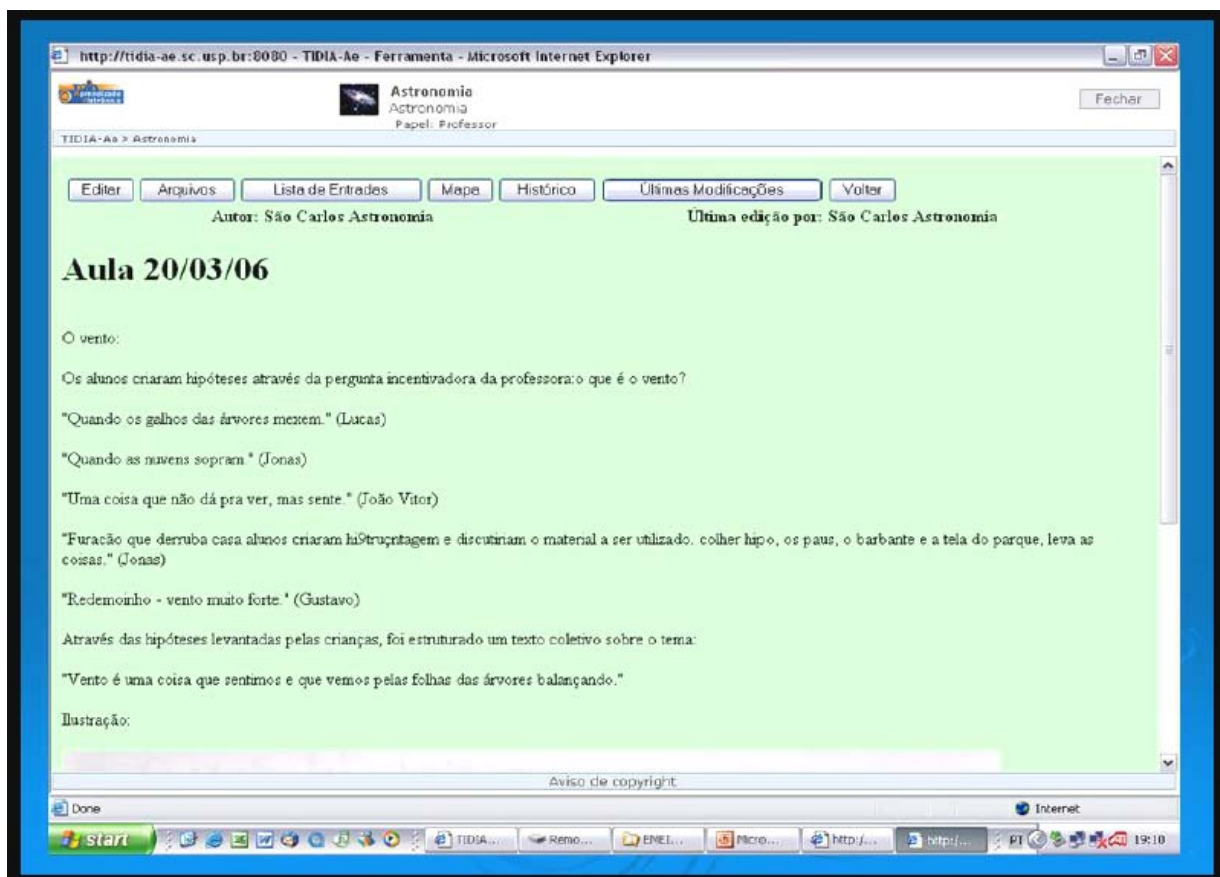 http://tidia-ae.sc.usp.br:8080 - TIDIA-Ae - Ferramenta - Microsoft Internet Explorer
Astronomia
Astronomia
Papel: Professor
Fechar
TIDIA-Ae > Astronomia
Editar Arquivos Lista de Entradas Mapa Histórico Últimas Modificações Voltar
Autor: São Carlos Astronomia Última edição por: São Carlos Astronomia
Aula 20/03/06
O vento:
Os alunos criaram hipóteses através da pergunta incentivadora da professora:o que é o vento?
"Quando os galhos das árvores mexem." (Lucas)
"Quando as nuvens sopram." (Jonas)
"Uma coisa que não dá pra ver, mas sente." (João Vitor)
"Furacão que derruba casa alunos criaram hi9truçntagem e discutiriam o material a ser utilizado. colher hipo, os paus, o barbante e a tela do parque, leva as
coisas." (Jonas)
"Redemoinho - vento muito forte." (Gustavo)
Através das hipóteses levantadas pelas crianças, foi estruturado um texto coletivo sobre o tema:
"Vento é uma coisa que sentimos e que vemos pelas folhas das árvores balançando."
Ilustração:
Aviso de copyright
Done Internet
start TIDIA... Remo... EMEI... Micro... http:/... http:/... PT 19:10